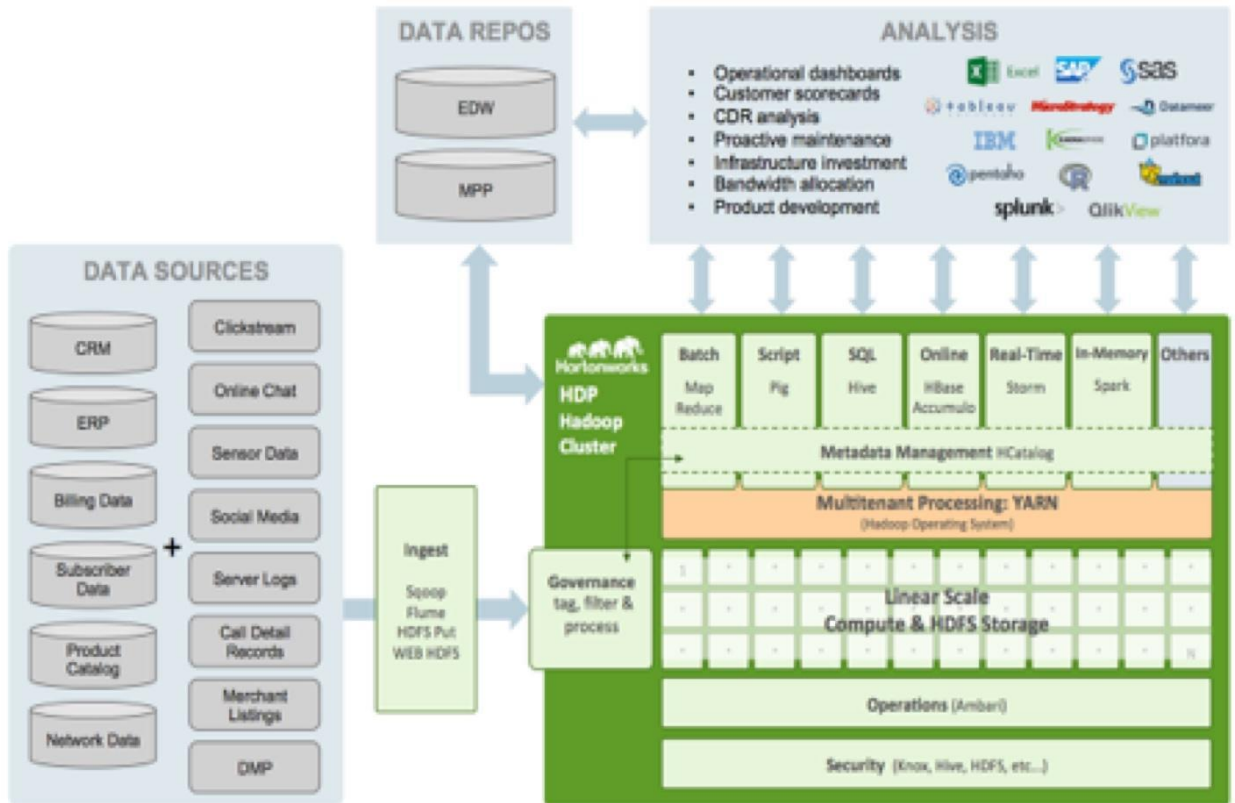 DATA REPOS
EDW
MPP
ANALYSIS
• Operational dashboards
• Customer scorecards
• CDR analysis
• Proactive maintenance
• Infrastructure investment
• Bandwidth allocation
• Product development
Excel
SAP
sas
tableau
MicroStrategy
Datameer
IBM
platfora
pentaho
R
splunk>
QlikView
DATA SOURCES
CRM
ERP
Billing Data
Subscriber
Data
Product
Catalog
Network Data
+
Clickstream
Online Chat
Sensor Data
Social Media
Server Logs
Call Detail
Records
Merchant
Listings
DMP
Ingest
Sqoop
Flume
HDFS Put
WEB HDFS
Governance
tag, filter &
process
Hortonworks
HDP
Hadoop
Cluster
Batch
Map
Reduce
Script
Pig
SQL
Hive
Online
HBase
Accumulo
Real-Time
Storm
In-Memory
Spark
Others
Metadata Management HCatalog
Multitenant Processing: YARN
(Hadoop Operating System)
1
Linear Scale
Compute & HDFS Storage
N
Operations (Ambari)
Security (Knox, Hive, HDFS, etc...)